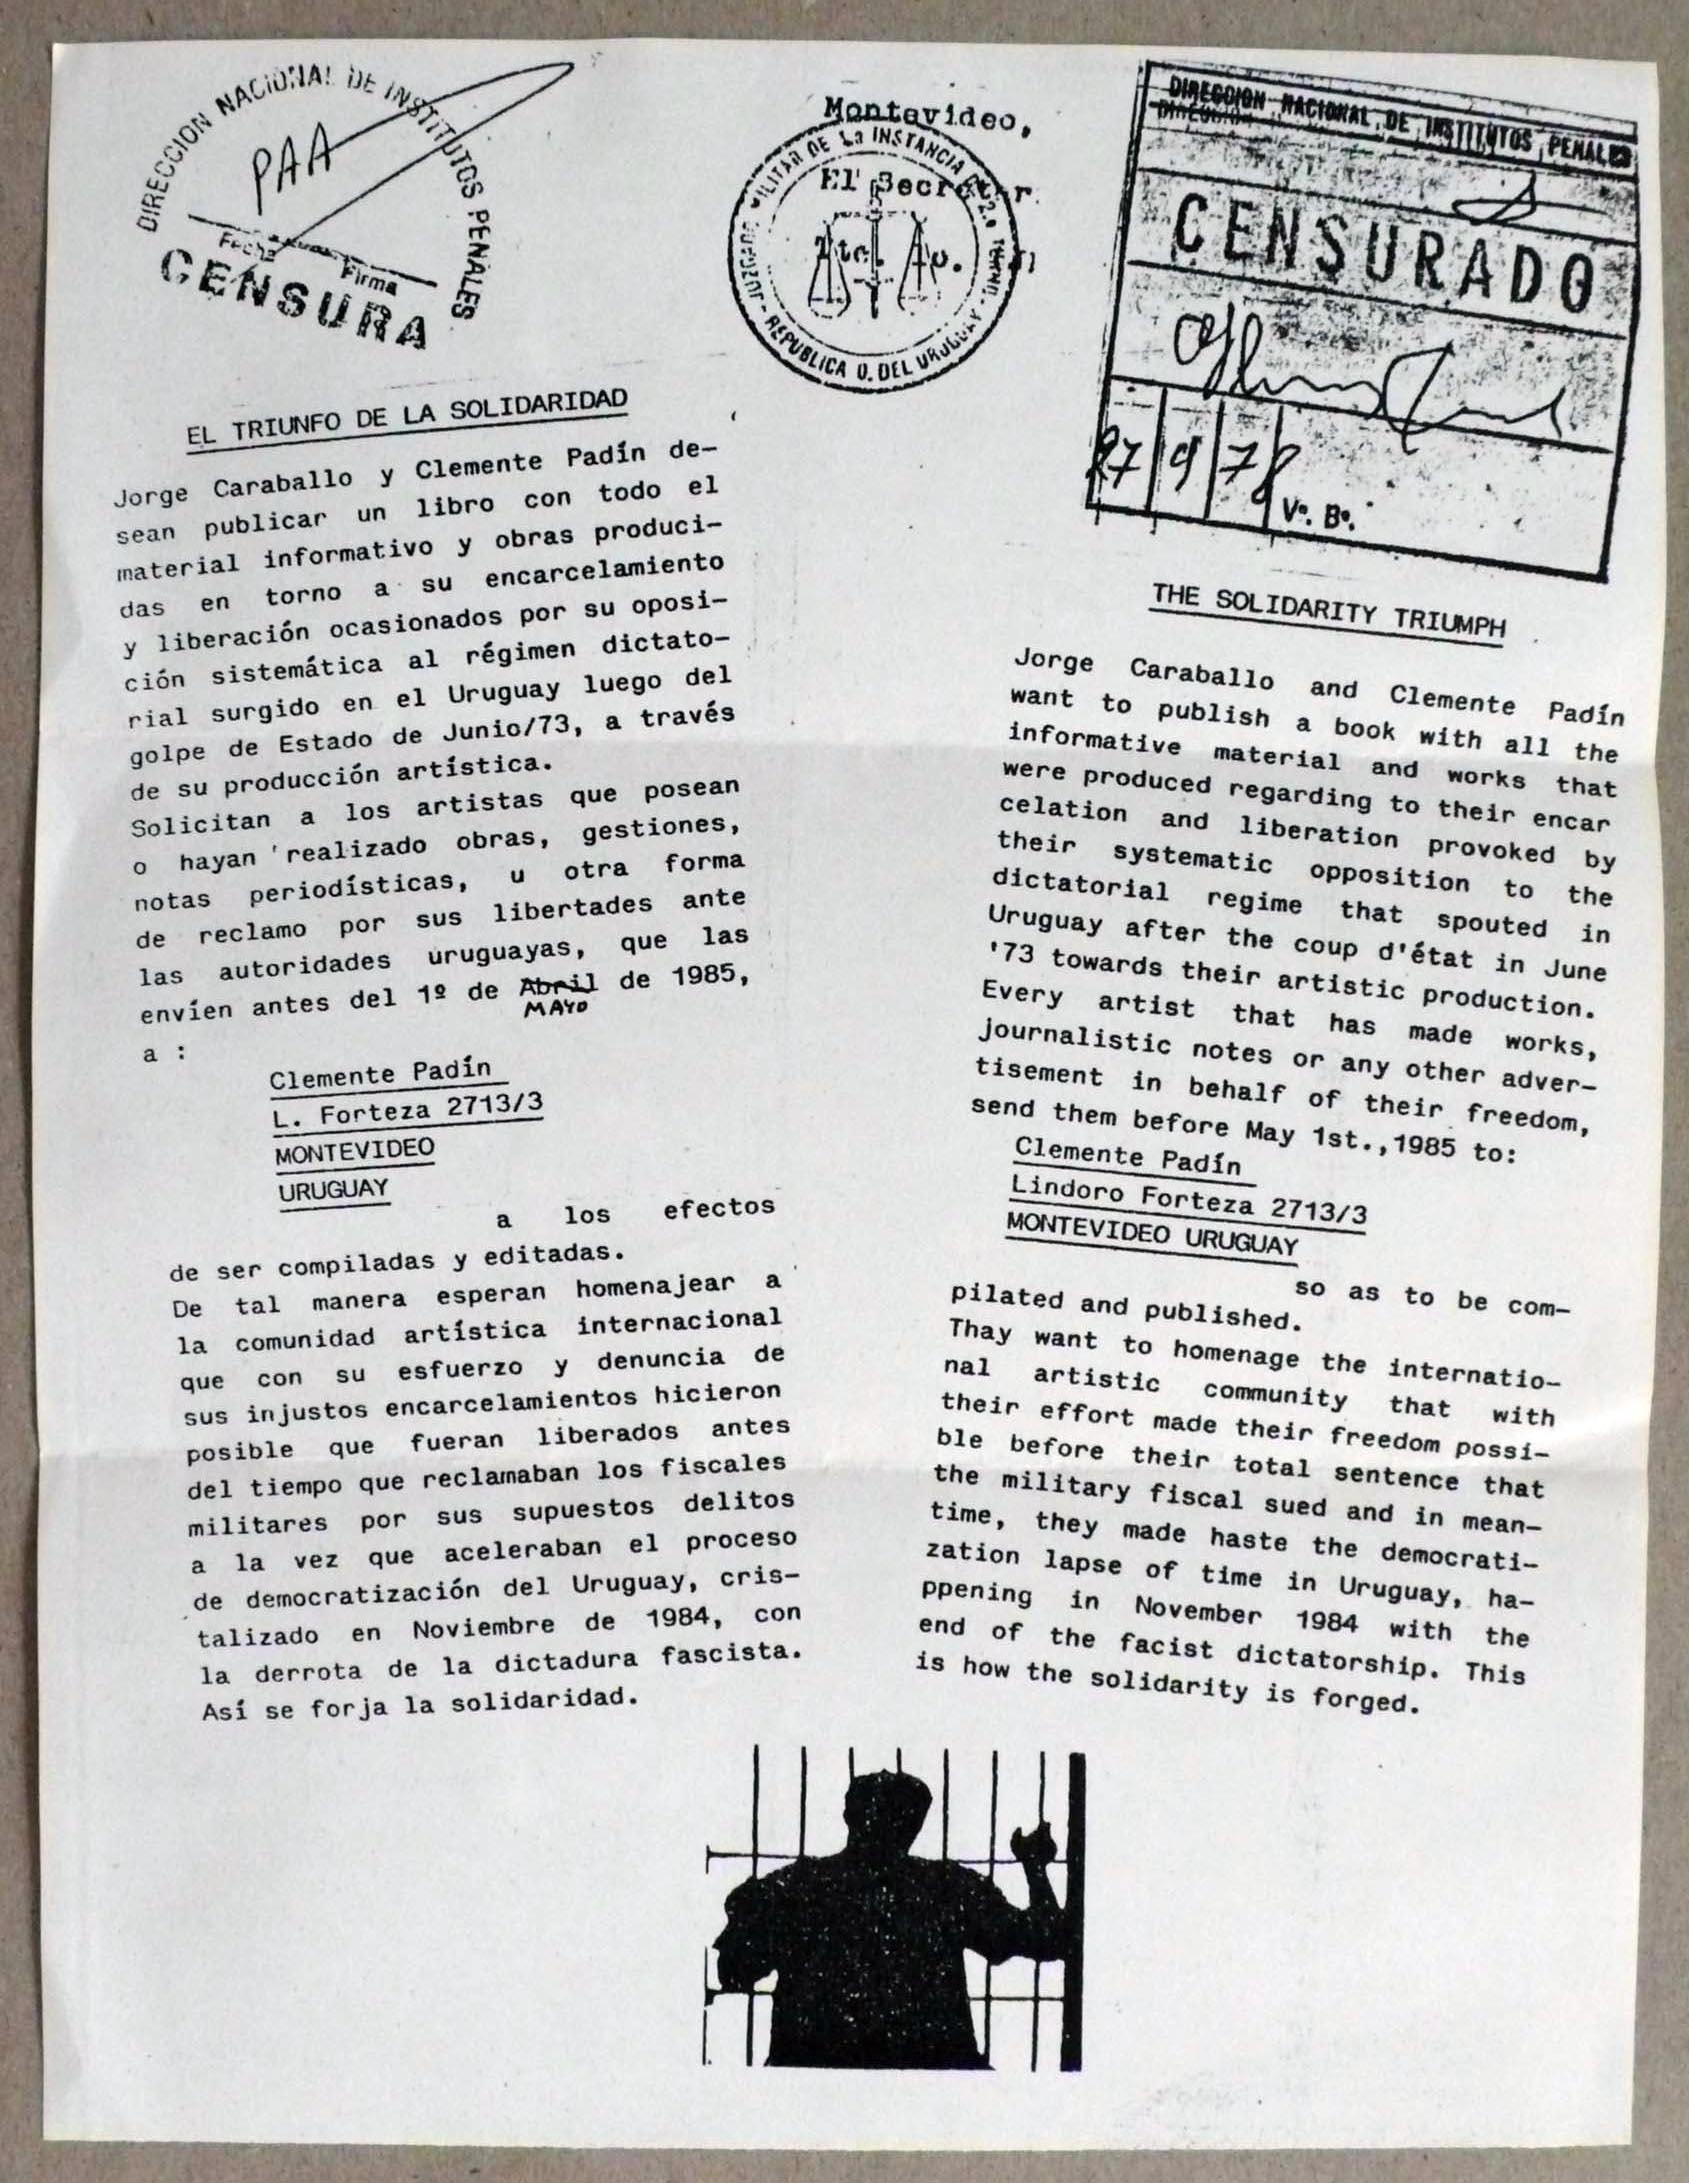 DIRECCION NACIONAL DE INSTITUTOS PENALES
PAA
Fecha Firma
CENSURA
Montevideo,
JUZGADO MILITAR DE La INSTANCIA DE 2o TURNO
- REPUBLICA O. DEL URUGUAY -
El Secretar
DIRECCION NACIONAL DE INSTITUTOS PENALES
CENSURADO
27/9/78
Vº. Bº.
EL TRIUNFO DE LA SOLIDARIDAD
Jorge Caraballo y Clemente Padín de-
sean publicar un libro con todo el
material informativo y obras produci-
das en torno a su encarcelamiento
y liberación ocasionados por su oposi-
ción sistemática al régimen dictato-
rial surgido en el Uruguay luego del
golpe de Estado de Junio/73, a través
de su producción artística.
Solicitan a los artistas que posean
o hayan realizado obras, gestiones,
notas periodísticas, u otra forma
de reclamo por sus libertades ante
las autoridades uruguayas, que las
envíen antes del 1º de Abril de 1985,
MAYO
a :
Clemente Padín
L. Forteza 2713/3
MONTEVIDEO
URUGUAY
a los efectos
de ser compiladas y editadas.
De tal manera esperan homenajear a
la comunidad artística internacional
que con su esfuerzo y denuncia de
sus injustos encarcelamientos hicieron
posible que fueran liberados antes
del tiempo que reclamaban los fiscales
militares por sus supuestos delitos
a la vez que aceleraban el proceso
de democratización del Uruguay, cris-
talizado en Noviembre de 1984, con
la derrota de la dictadura fascista.
Así se forja la solidaridad.
THE SOLIDARITY TRIUMPH
Jorge Caraballo and Clemente Padín
want to publish a book with all the
informative material and works that
were produced regarding to their encar
celation and liberation provoked by
their systematic opposition to the
dictatorial regime that spouted in
Uruguay after the coup d'état in June
'73 towards their artistic production.
Every artist that has made works,
journalistic notes or any other adver-
tisement in behalf of their freedom,
send them before May 1st.,1985 to:
Clemente Padín
Lindoro Forteza 2713/3
MONTEVIDEO URUGUAY
so as to be com-
pilated and published.
Thay want to homenage the internatio-
nal artistic community that with
their effort made their freedom possi-
ble before their total sentence that
the military fiscal sued and in mean-
time, they made haste the democrati-
zation lapse of time in Uruguay, ha-
ppening in November 1984 with the
end of the facist dictatorship. This
is how the solidarity is forged.